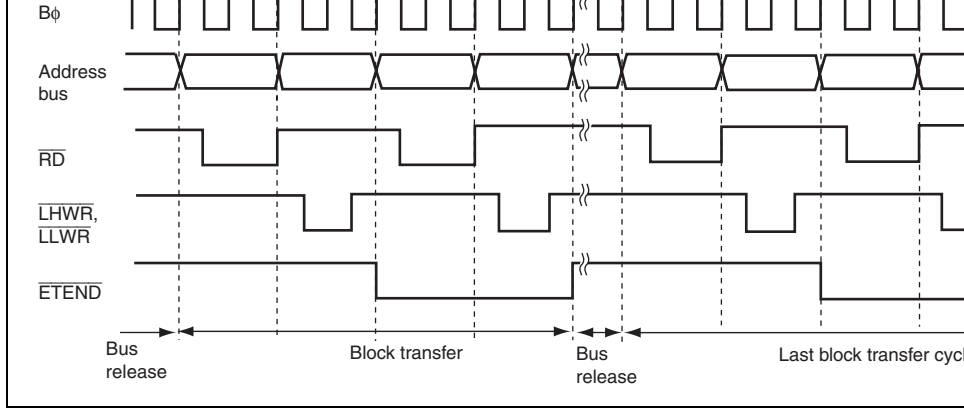 Bφ
Address
bus
RD
LHWR,
LLWR
ETEND
Bus
release
Block transfer
Bus
release
Last block transfer cycl